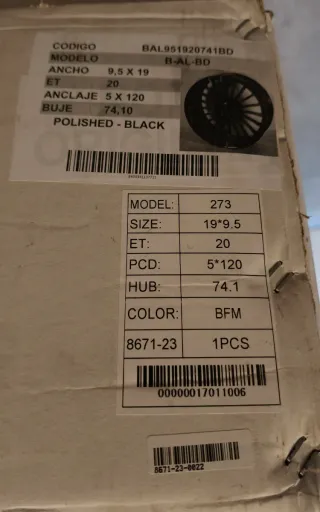 CODIGO BAL951920741BD
MODELO B-AL-BD
ANCHO 9,5 X 19
ET 20
ANCLAJE 5 X 120
BUJE 74,10
POLISHED - BLACK
MODEL: 273
SIZE: 19*9.5
ET: 20
PCD: 5*120
HUB: 74.1
COLOR: BFM
8671-23 1PCS
00000017011006
8671-23-0022